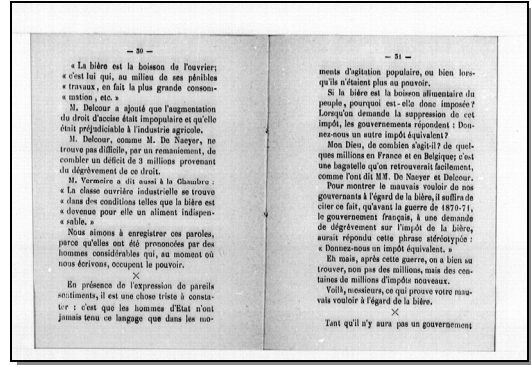 — 30 —
« La bière est la boisson de l'ouvrier;
« c'est lui qui, au milieu de ses pénibles
« travaux, en fait la plus grande consom-
« mation, etc. »
M. Delcour a ajouté que l'augmentation
du droit d'accise était impopulaire et qu'elle
était préjudiciable à l'industrie agricole.
M. Delcour, comme M. De Naeyer, ne
trouve pas difficile, par un remaniement, de
combler un déficit de 3 millions provenant
du dégrèvement de ce droit.
M. Vermeire a dit aussi à la Chambre :
« La classe ouvrière industrielle se trouve
« dans des conditions telles que la bière est
« devenue pour elle un aliment indispen-
« sable. »
Nous aimons à enregistrer ces paroles,
parce qu'elles ont été prononcées par des
hommes considérables qui, au moment où
nous écrivons, occupent le pouvoir.
×
En présence de l'expression de pareils
sentiments, il est une chose triste à consta-
ter : c'est que les hommes d'Etat n'ont
jamais tenu ce langage que dans les mo-
— 31 —
ments d'agitation populaire, ou bien lors-
qu'ils n'étaient plus au pouvoir.
Si la bière est la boisson alimentaire du
peuple, pourquoi est-elle donc imposée?
Lorsqu'on demande la suppression de cet
impôt, les gouvernements répondent : Don-
nez-nous un autre impôt équivalent?
Mon Dieu, de combien s'agit-il? de quel-
ques millions en France et en Belgique; c'est
une bagatelle qu'on retrouverait facilement,
comme l'ont dit MM. De Naeyer et Delcour.
Pour montrer le mauvais vouloir de nos
gouvernants à l'égard de la bière, il suffira de
citer ce fait, qu'avant la guerre de 1870-71,
le gouvernement français, à une demande
de dégrèvement sur l'impôt de la bière,
aurait répondu cette phrase stéréotypée :
« Donnez-nous un impôt équivalent. »
Eh mais, après cette guerre, on a bien su
trouver, non pas des millions, mais des cen-
taines de millions d'impôts nouveaux.
Voilà, messieurs, ce qui prouve votre mau-
vais vouloir à l'égard de la bière.
×
Tant qu'il n'y aura pas un gouvernement